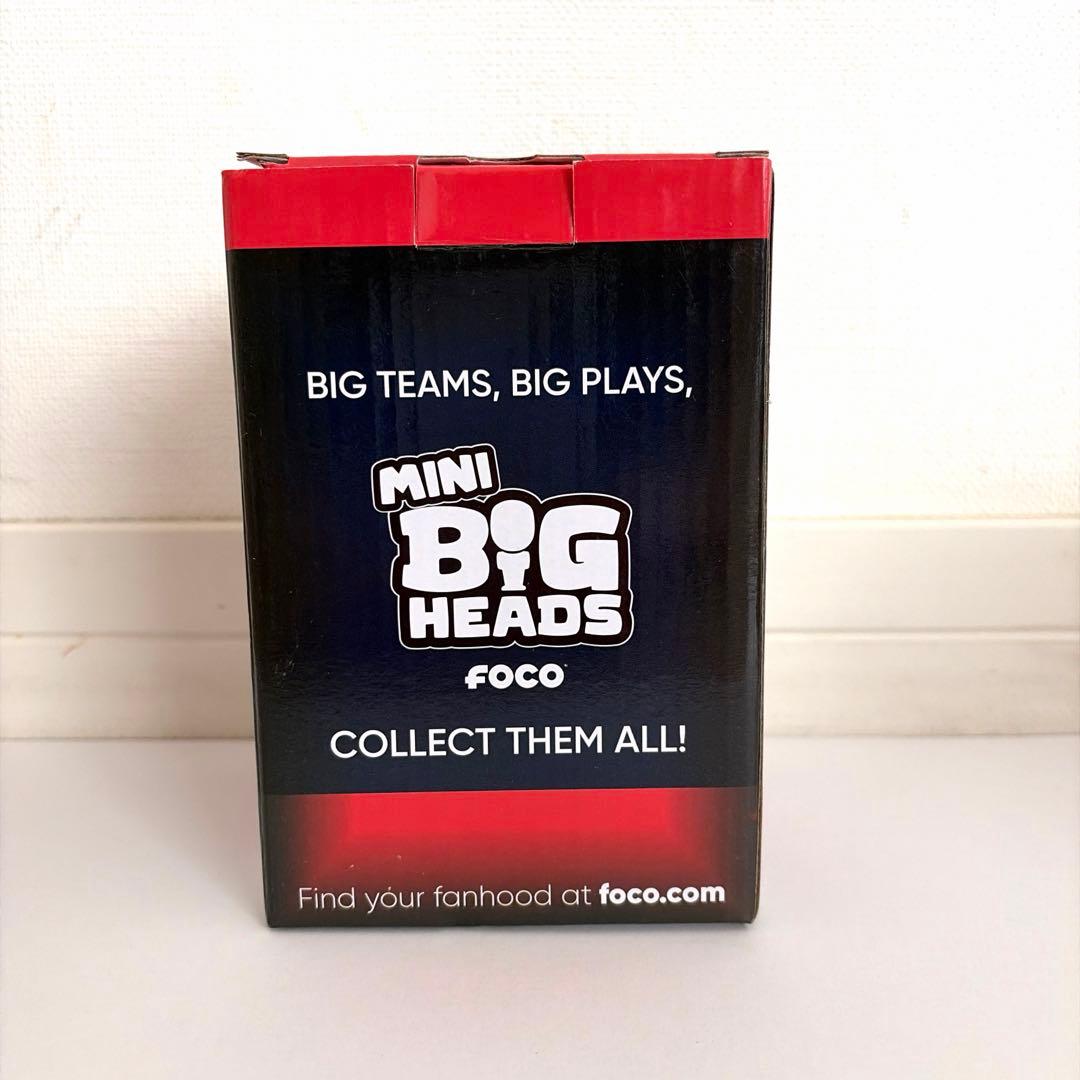 BIG TEAMS, BIG PLAYS,
MINI
BIG
HEADS
FOCO
COLLECT THEM ALL!
Find your fanhood at foco.com